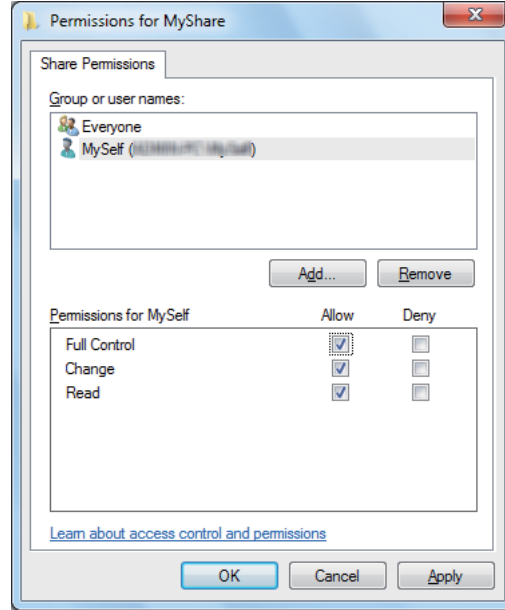 Permissions for MyShare
Share Permissions
Group or user names:
Everyone
MySelf ( )
Add...
Remove
Permissions for MySelf Allow Deny
Full Control
Change
Read
Learn about access control and permissions
OK Cancel Apply